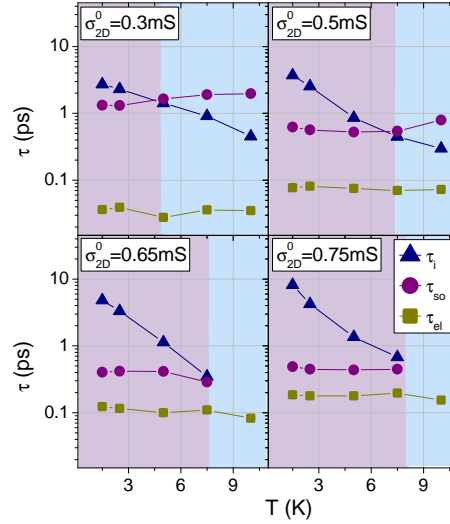 σ⁰₂D=0.3mS
σ⁰₂D=0.5mS
10
1
0.1
τ (ps)
σ⁰₂D=0.65mS
σ⁰₂D=0.75mS
τi
τso
τel
10
1
0.1
τ (ps)
3 6 9 3 6 9
T (K)